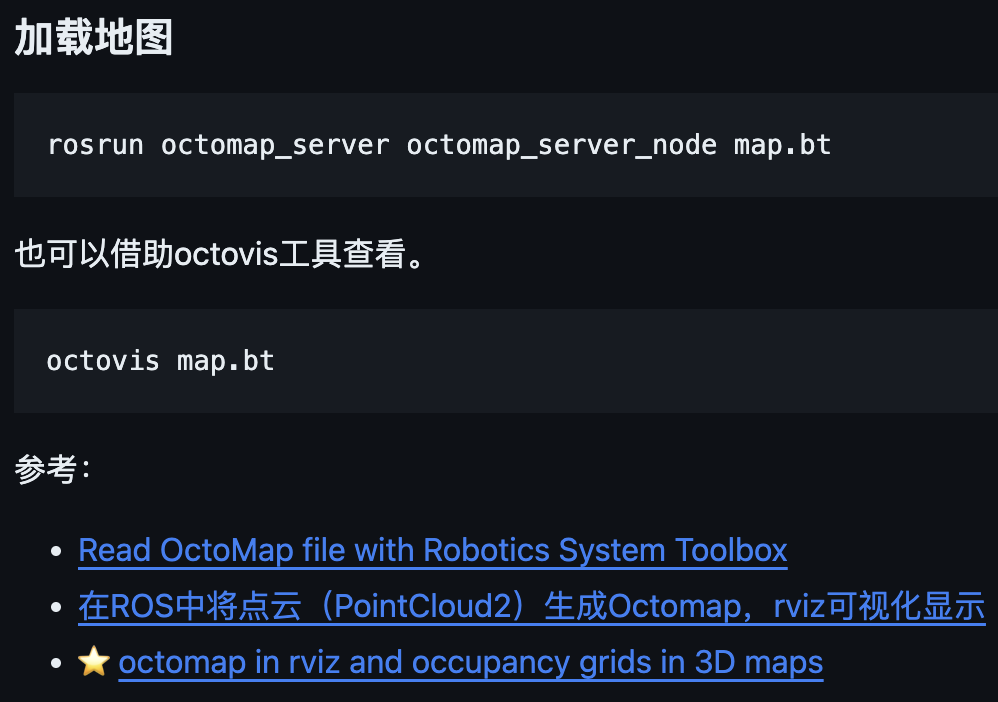 加载地图
rosrun octomap_server octomap_server_node map.bt
也可以借助octovis工具查看。
octovis map.bt
参考：
Read OctoMap file with Robotics System Toolbox
在ROS中将点云（PointCloud2）生成Octomap，rviz可视化显示
⭐ octomap in rviz and occupancy grids in 3D maps